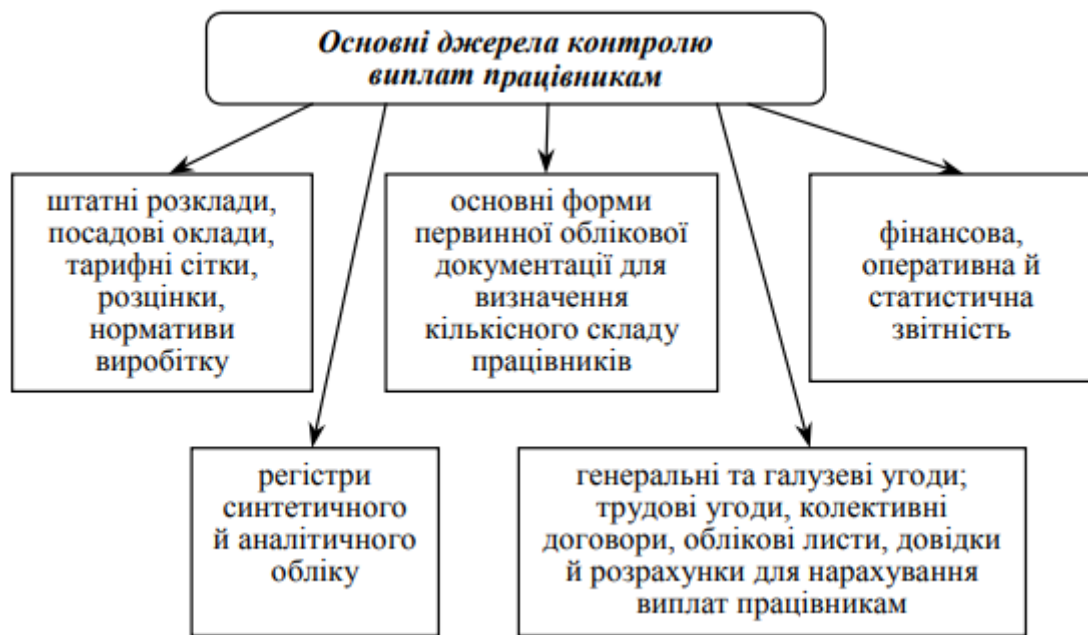 Основні джерела контролю
виплат працівникам
штатні розклади,
посадові оклади,
тарифні сітки,
розцінки,
нормативи
виробітку
основні форми
первинної облікової
документації для
визначення
кількісного складу
працівників
фінансова,
оперативна й
статистична
звітність
регістри
синтетичного
й аналітичного
обліку
генеральні та галузеві угоди;
трудові угоди, колективні
договори, облікові листи, довідки
й розрахунки для нарахування
виплат працівникам